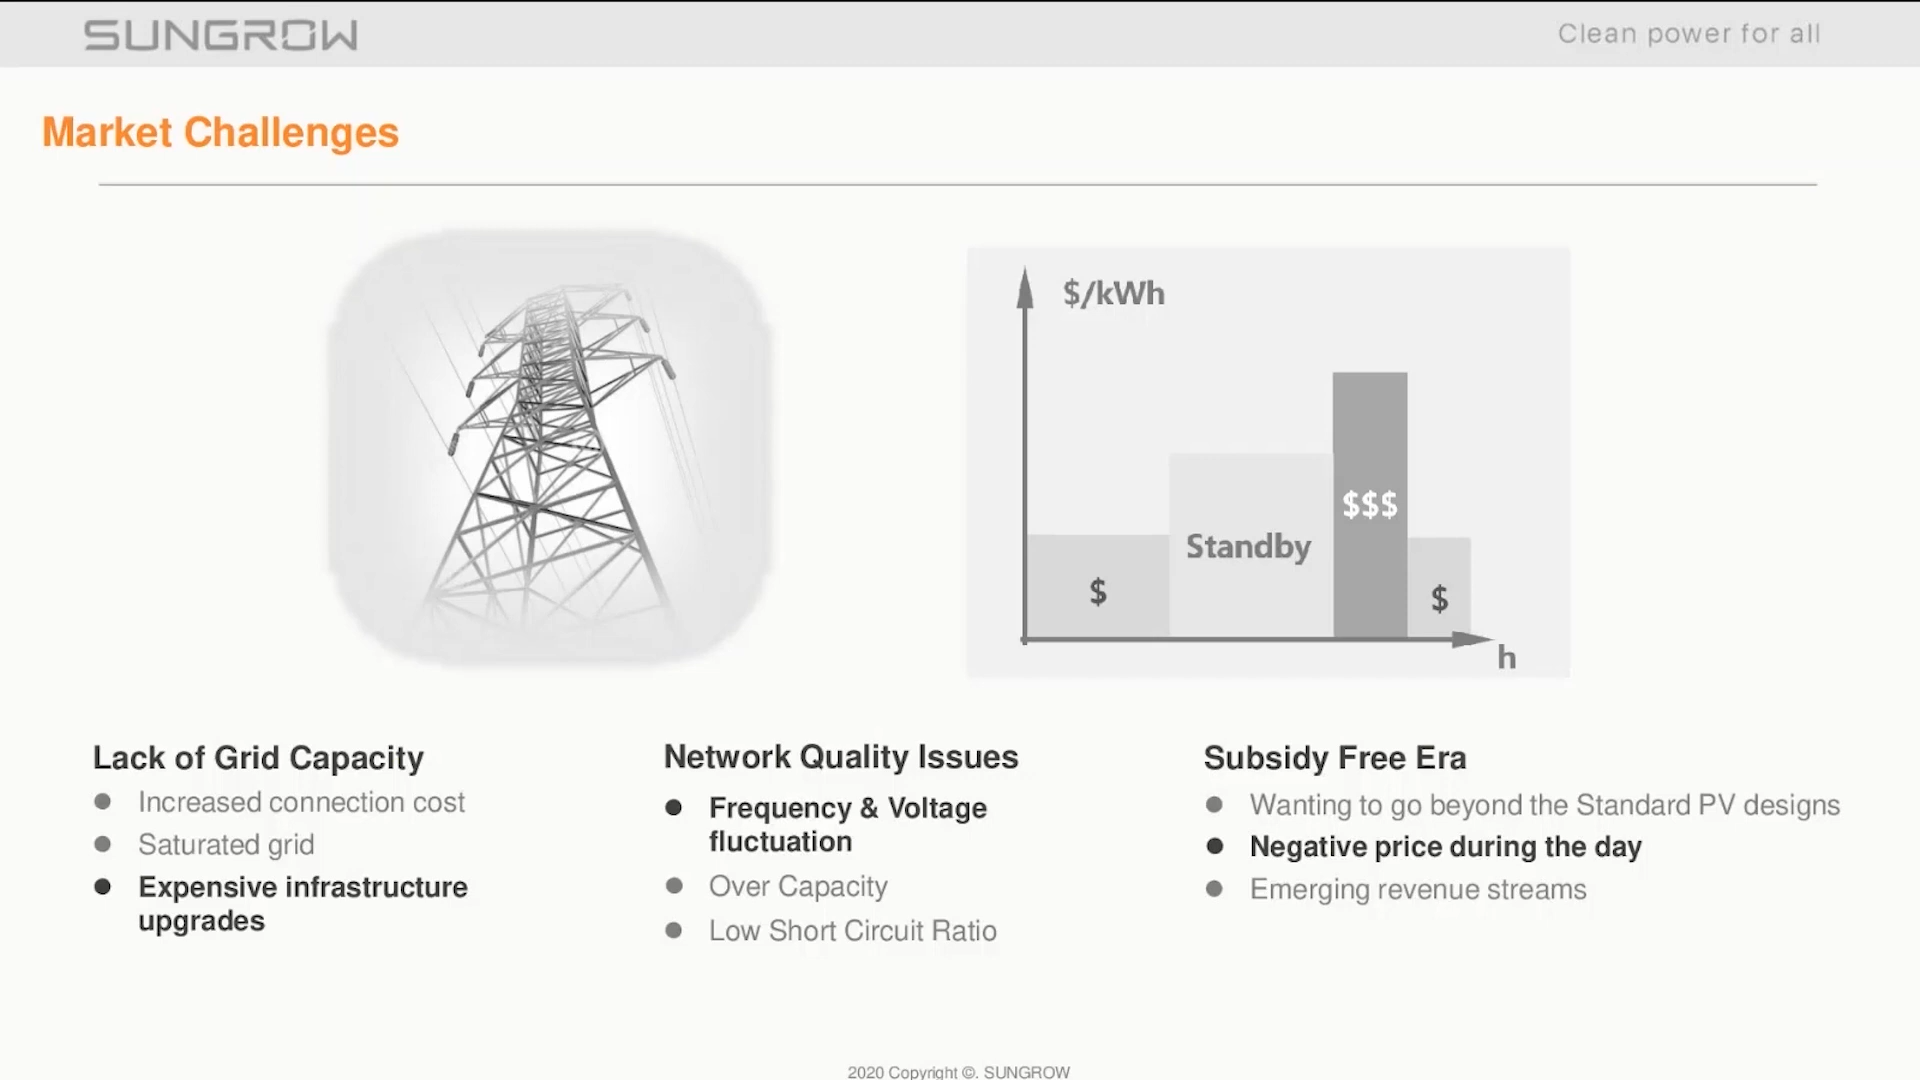 SUNGROW
Clean power for all
Market Challenges
$/kWh
$
Standby
$$$
$
h
Lack of Grid Capacity
Increased connection cost
Saturated grid
Expensive infrastructure
upgrades
Network Quality Issues
Frequency & Voltage
fluctuation
Over Capacity
Low Short Circuit Ratio
Subsidy Free Era
Wanting to go beyond the Standard PV designs
Negative price during the day
Emerging revenue streams
2020 Copyright ©. SUNGROW